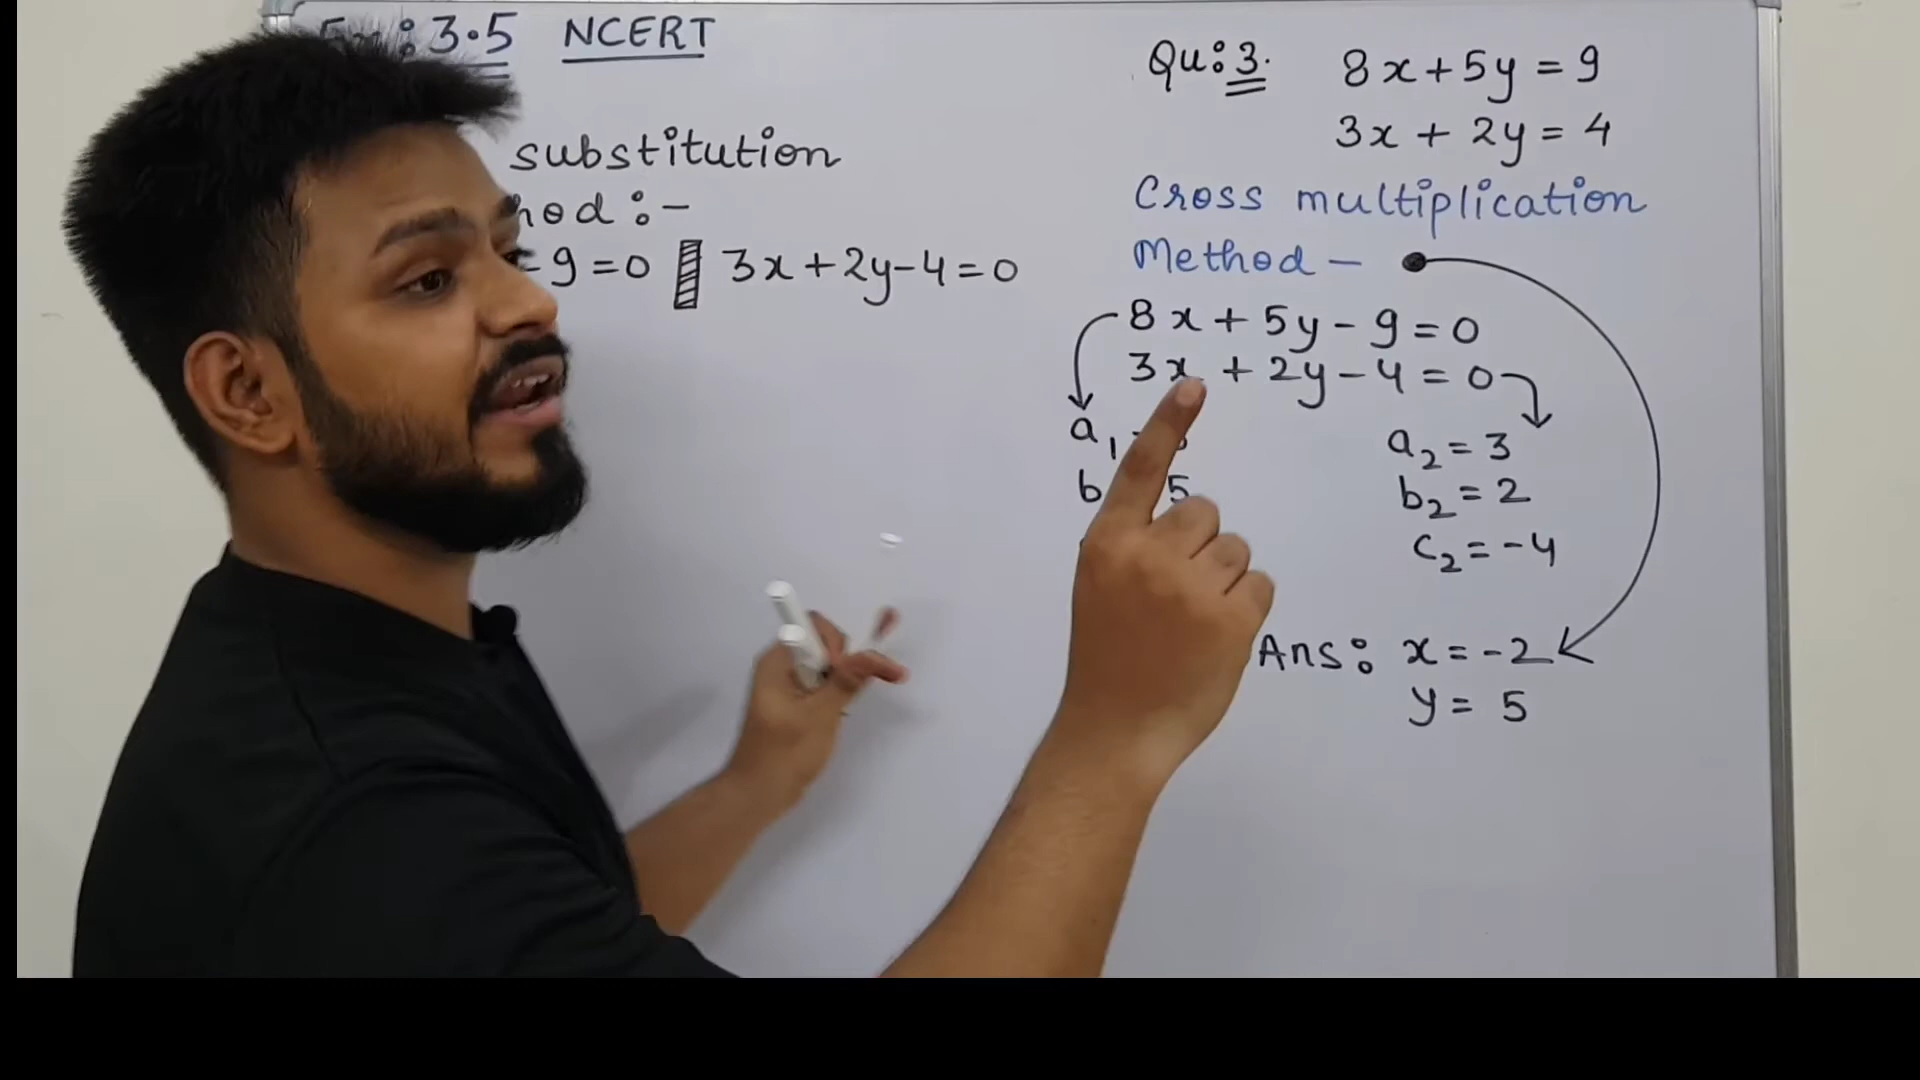 : 3.5 NCERT
substitution
hod :-
- 9 = 0 3x + 2y - 4 = 0
Qu: 3. 8x + 5y = 9
3x + 2y = 4
Cross multiplication
Method -
8x + 5y - 9 = 0
3x + 2y - 4 = 0
a1 a2 = 3
b 5 b2 = 2
c2 = -4
Ans: x = -2
y = 5